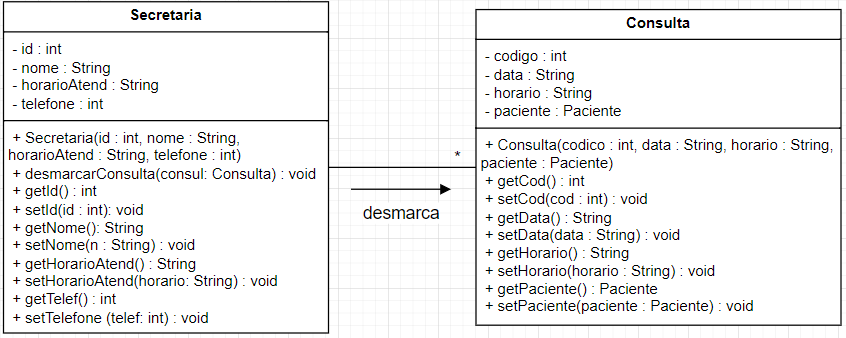 Secretaria
- id : int
- nome : String
- horarioAtend : String
- telefone : int
+ Secretaria(id : int, nome : String,
horarioAtend : String, telefone : int)
+ desmarcarConsulta(consul: Consulta) : void
+ getId() : int
+ setId(id : int): void
+ getNome(): String
+ setNome(n : String) : void
+ getHorarioAtend() : String
+ setHorarioAtend(horario: String) : void
+ getTelef() : int
+ setTelefone (telef: int) : void
*
desmarca
Consulta
- codigo : int
- data : String
- horario : String
- paciente : Paciente
+ Consulta(codico : int, data : String, horario : String,
paciente : Paciente)
+ getCod() : int
+ setCod(cod : int) : void
+ getData() : String
+ setData(data : String) : void
+ getHorario() : String
+ setHorario(horario : String) : void
+ getPaciente() : Paciente
+ setPaciente(paciente : Paciente) : void